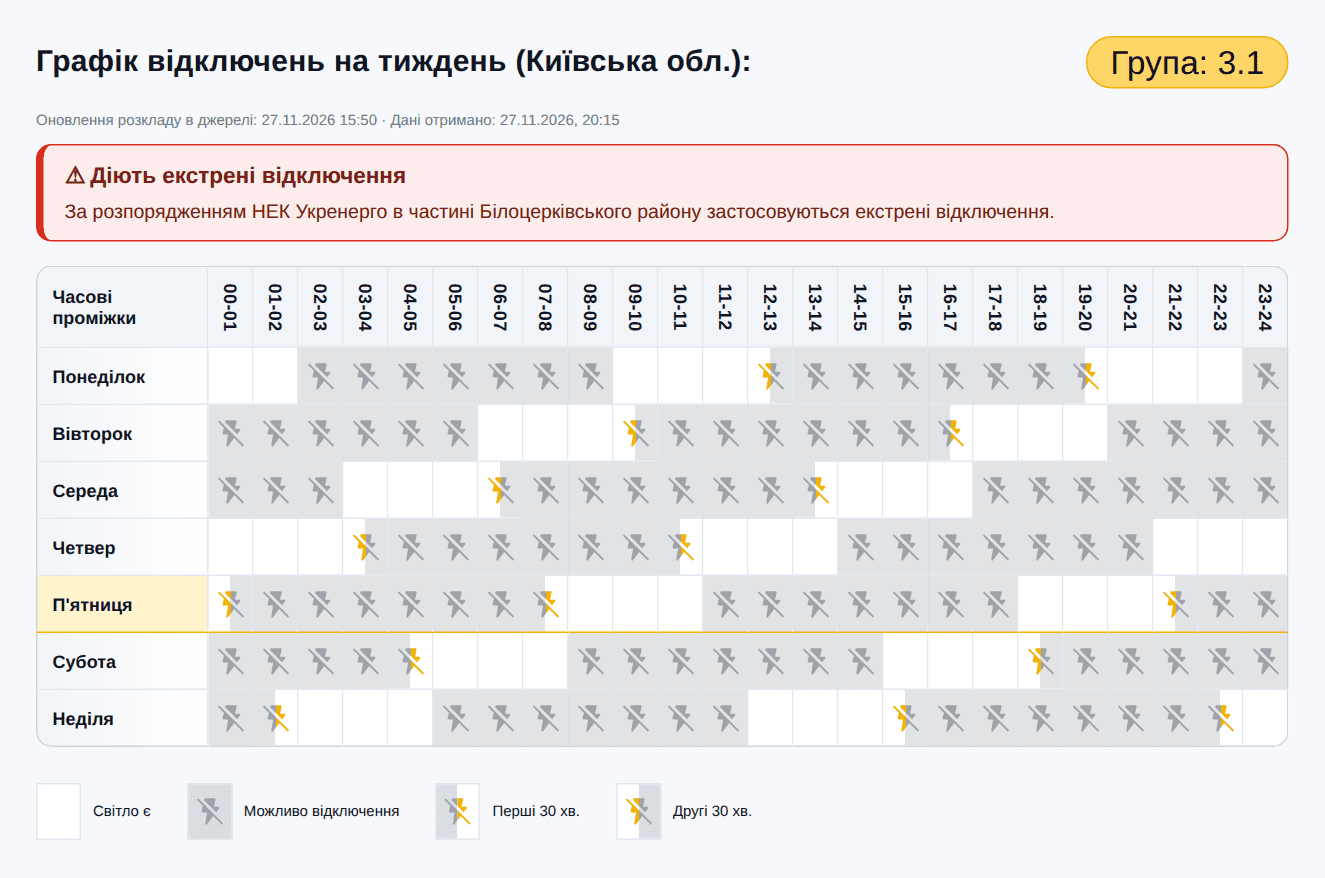 Графік відключень на тиждень (Київська обл.):
Група: 3.1
Оновлення розкладу в джерелі: 27.11.2026 15:50 · Дані отримано: 27.11.2026, 20:15
⚠ Діють екстрені відключення
За розпорядженням НЕК Укренерго в частині Білоцерківського району застосовуються екстрені відключення.
Часові
проміжки
00-01 01-02 02-03 03-04 04-05 05-06 06-07 07-08 08-09 09-10 10-11 11-12 12-13 13-14 14-15 15-16 16-17 17-18 18-19 19-20 20-21 21-22 22-23 23-24
Понеділок
Вівторок
Середа
Четвер
П'ятниця
Субота
Неділя
Світло є
Можливо відключення
Перші 30 хв.
Другі 30 хв.